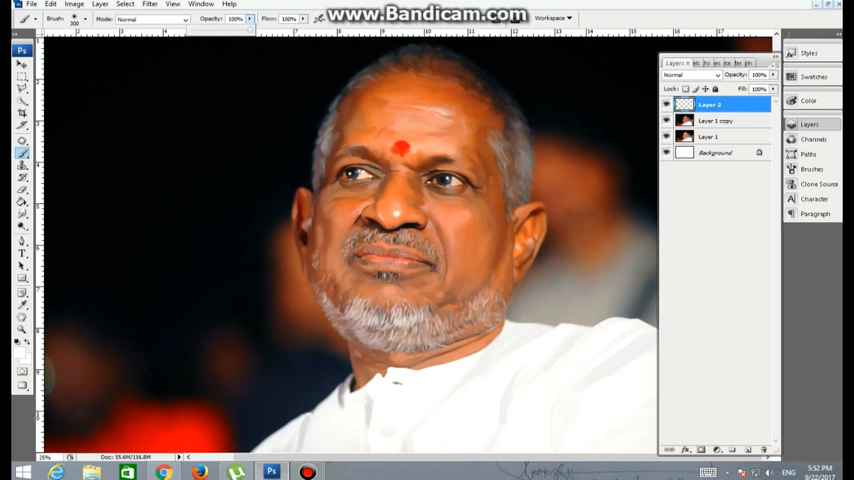 www.Bandicam.com
File Edit Image Layer Select Filter View Window Help
Brush: 300 Mode: Normal Opacity: 100% Flow: 100% Workspace
Layers
Normal Opacity: 100%
Lock: Fill: 100%
Layer 2
Layer 1 copy
Layer 1
Background
Styles
Swatches
Color
Layers
Channels
Paths
Brushes
Clone Source
Character
Paragraph
25% Doc: 55.6M/116.8M
ENG 5:52 PM
9/22/2017